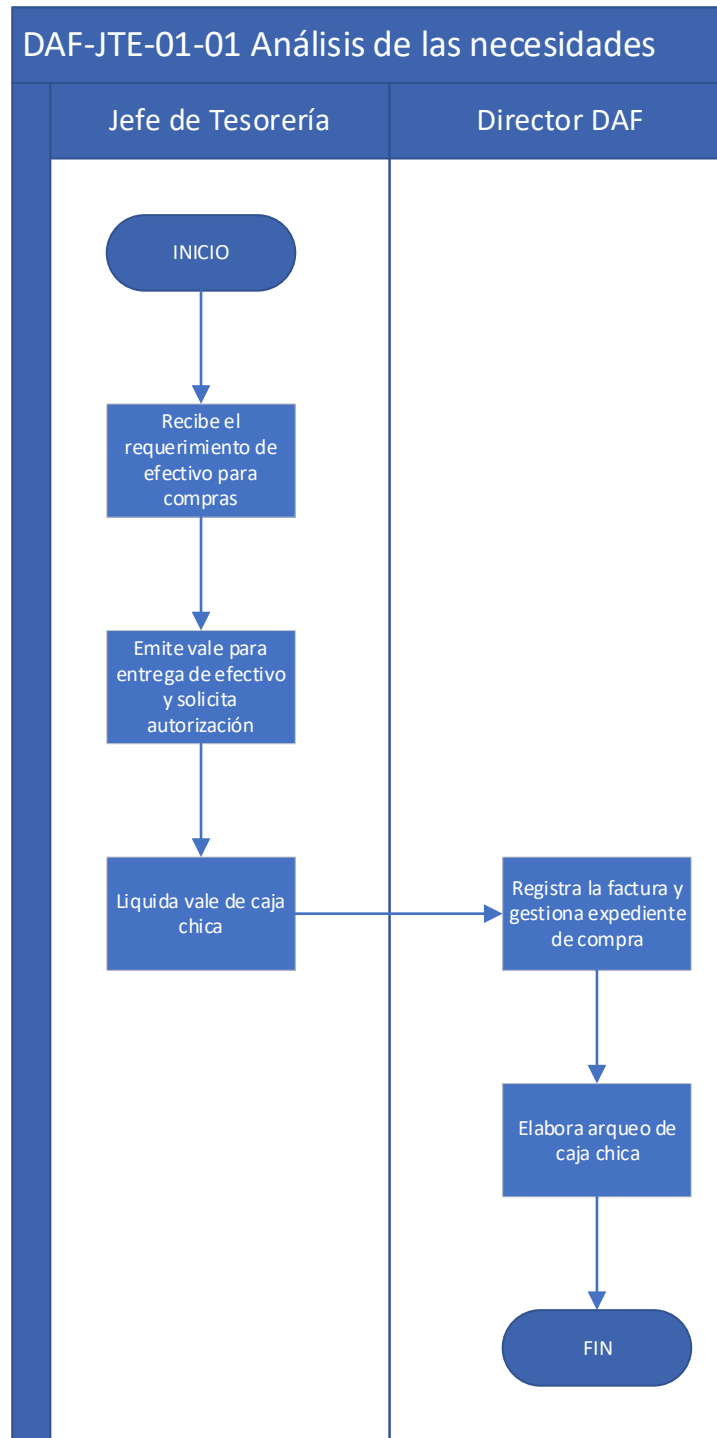 DAF-JTE-01-01 Análisis de las necesidades
Jefe de Tesorería
Director DAF
INICIO
Recibe el
requerimiento de
efectivo para
compras
Emite vale para
entrega de efectivo
y solicita
autorización
Liquida vale de caja
chica
Registra la factura y
gestiona expediente
de compra
Elabora arqueo de
caja chica
FIN